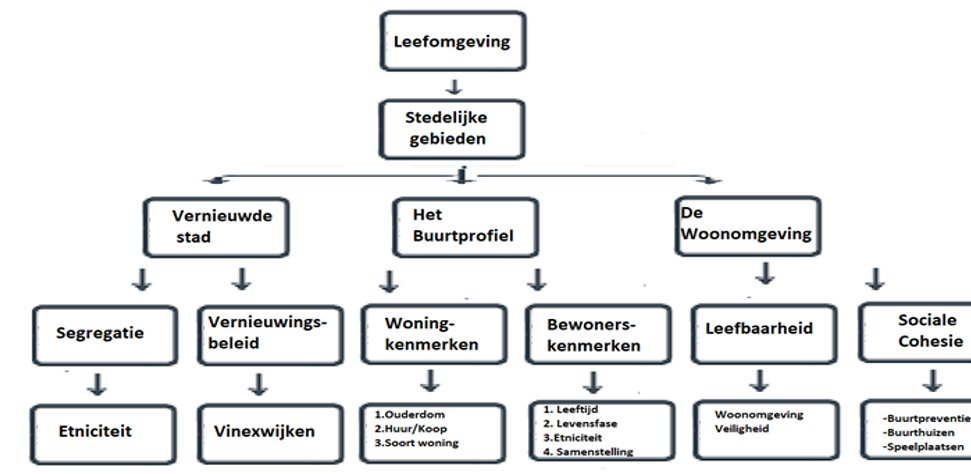 Leefomgeving
Stedelijke
gebieden
Vernieuwde
stad
Het
Buurtprofiel
De
Woonomgeving
Segregatie
Vernieuwings-
beleid
Woning-
kenmerken
Bewoners-
kenmerken
Leefbaarheid
Sociale
Cohesie
Etniciteit
Vinexwijken
1.Ouderdom
2.Huur/Koop
3.Soort woning
1. Leeftijd
2. Levensfase
3.Etniciteit
4. Samenstelling
Woonomgeving
Veiligheid
-Buurtpreventie
-Buurthuizen
-Speelplaatsen